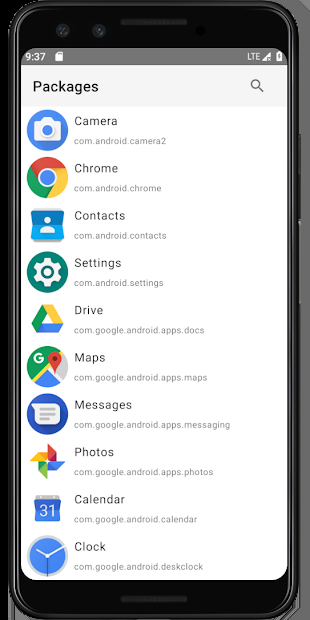 9:37
LTE
Packages
Camera
com.android.camera2
Chrome
com.android.chrome
Contacts
com.android.contacts
Settings
com.android.settings
Drive
com.google.android.apps.docs
G
Maps
com.google.android.apps.maps
Messages
com.google.android.apps.messaging
Photos
com.google.android.apps.photos
31
Calendar
com.google.android.calendar
Clock
com.google.android.deskclock